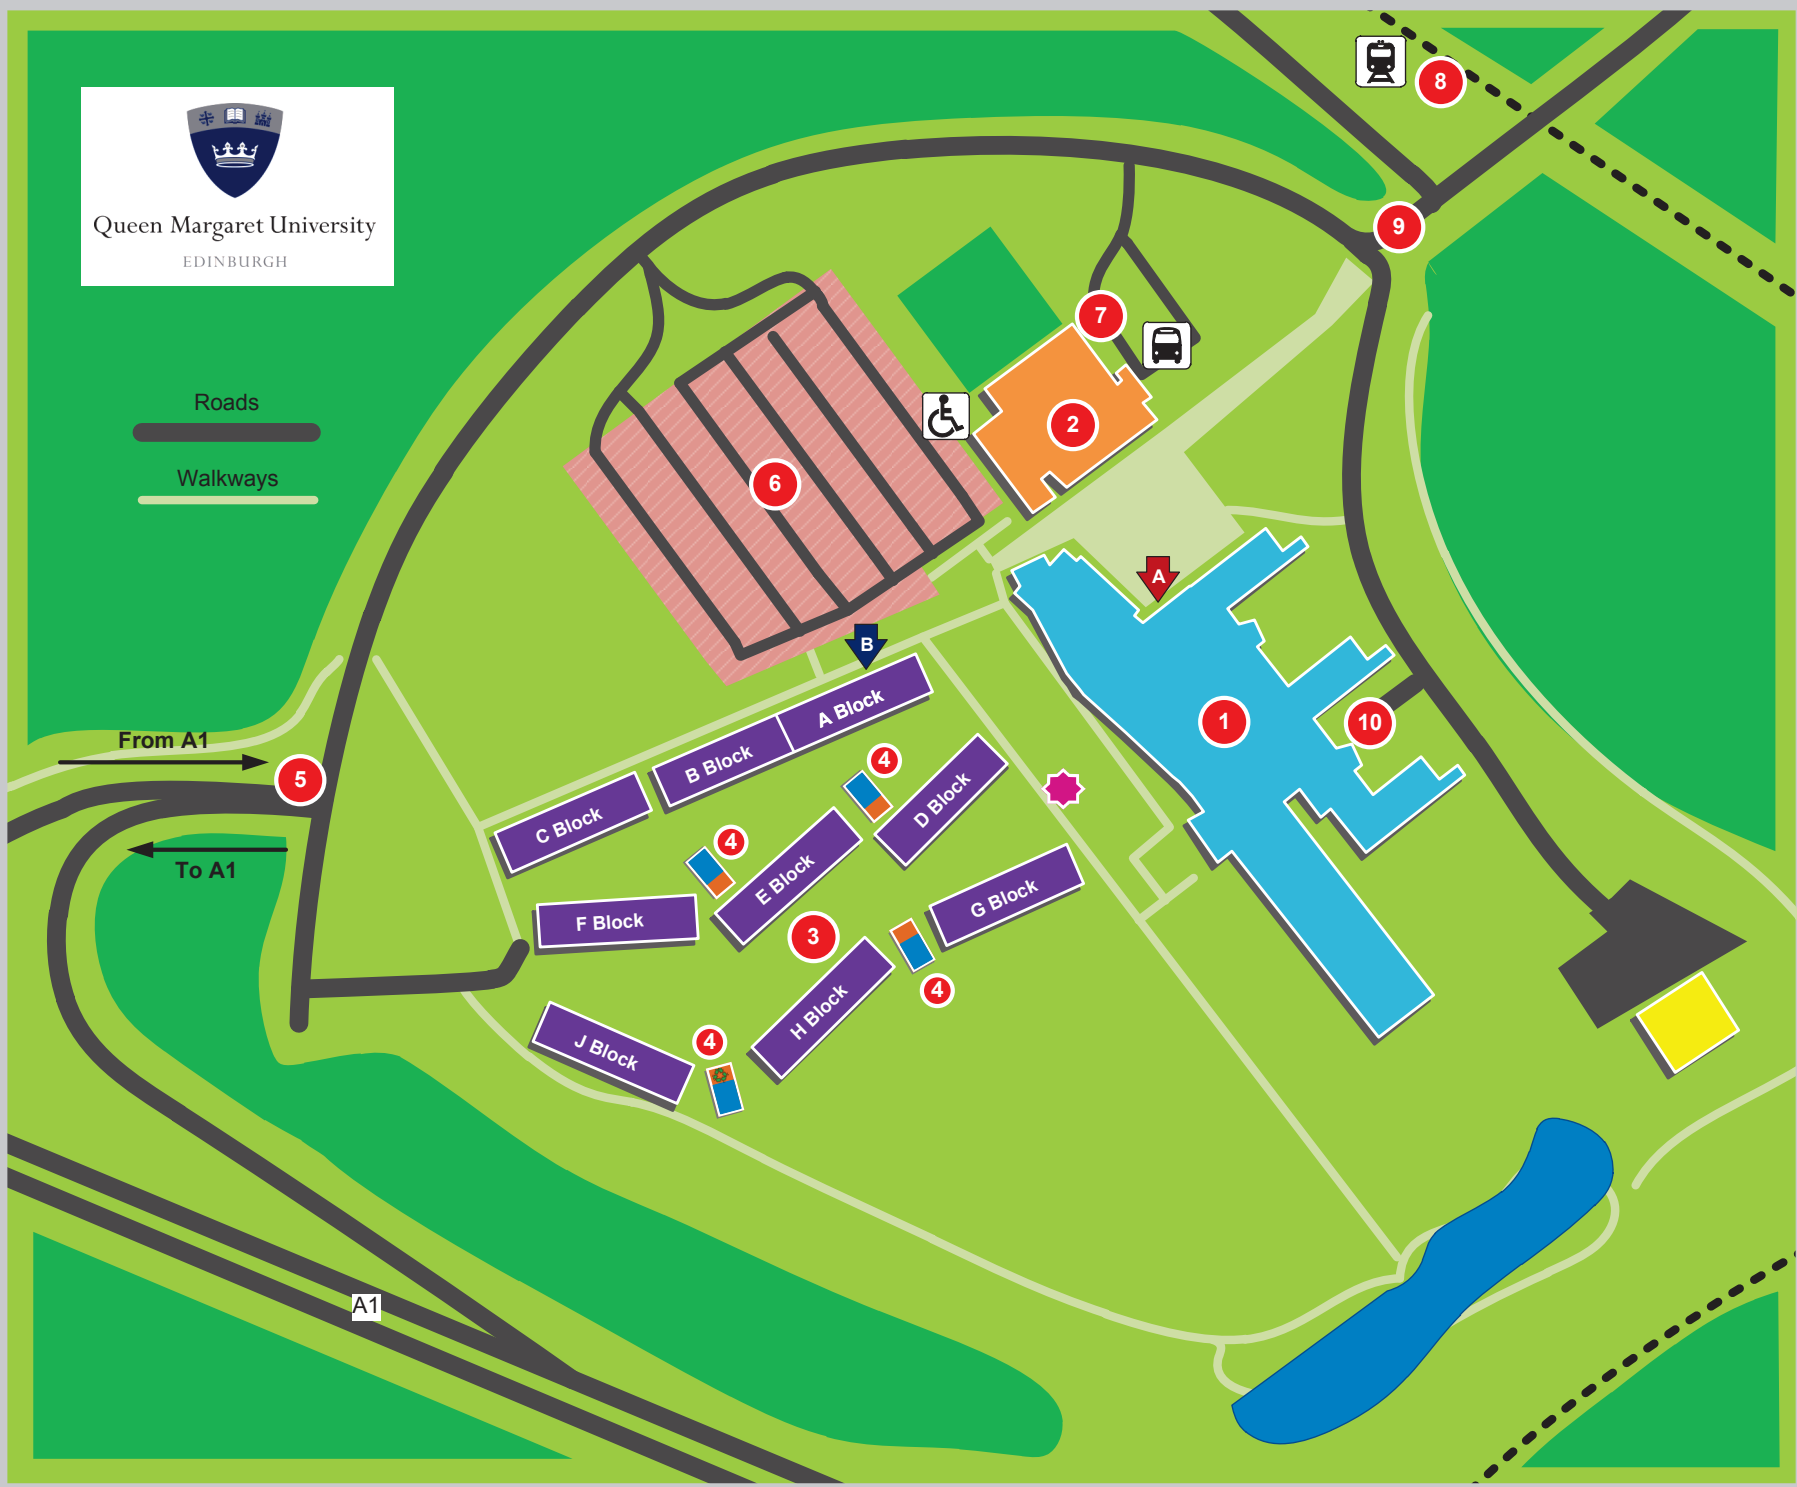 Queen Margaret University
EDINBURGH
Roads
Walkways
8
9
7
2
6
A
B
A Block
B Block
C Block
1
10
From A1
5
To A1
4
D Block
4
E Block
F Block
3
G Block
4
H Block
4
J Block
A1